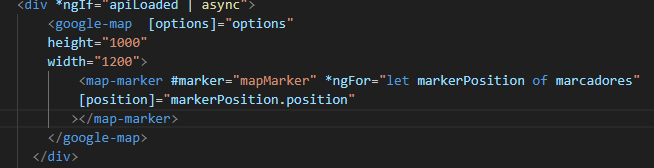 <div *ngIf="apiLoaded | async">
<google-map [options]="options"
height="1000"
width="1200">
<map-marker #marker="mapMarker" *ngFor="let markerPosition of marcadores"
[position]="markerPosition.position"
></map-marker>
</google-map>
</div>